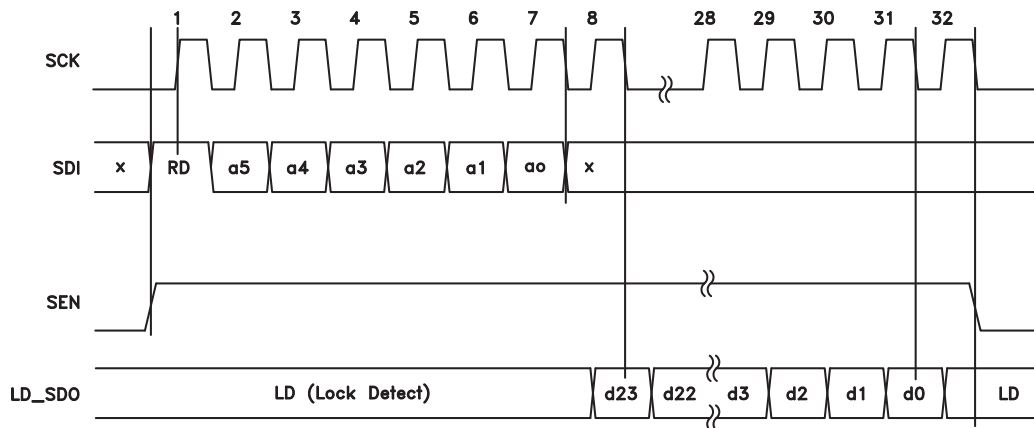 1 2 3 4 5 6 7 8 28 29 30 31 32
SCK
SDI x RD a5 a4 a3 a2 a1 ao x
SEN
LD_SDO LD (Lock Detect) d23 d22 d3 d2 d1 d0 LD